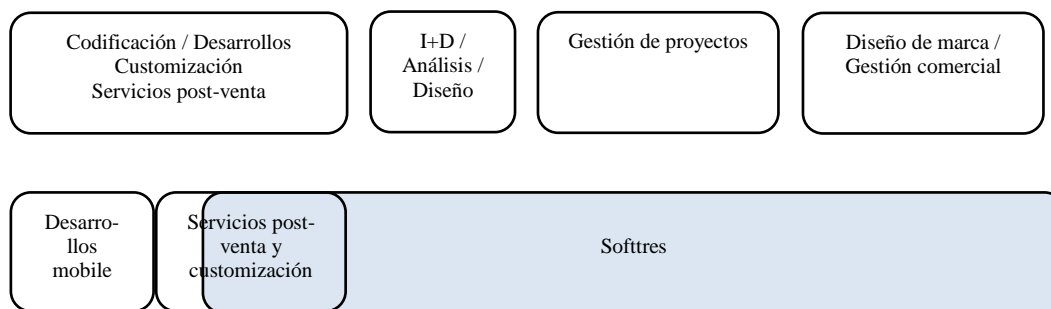 Codificación / Desarrollos
Customización
Servicios post-venta
I+D /
Análisis /
Diseño
Gestión de proyectos
Diseño de marca /
Gestión comercial
Desarro-
llos
mobile
Servicios post-
venta y
customización
Softtres